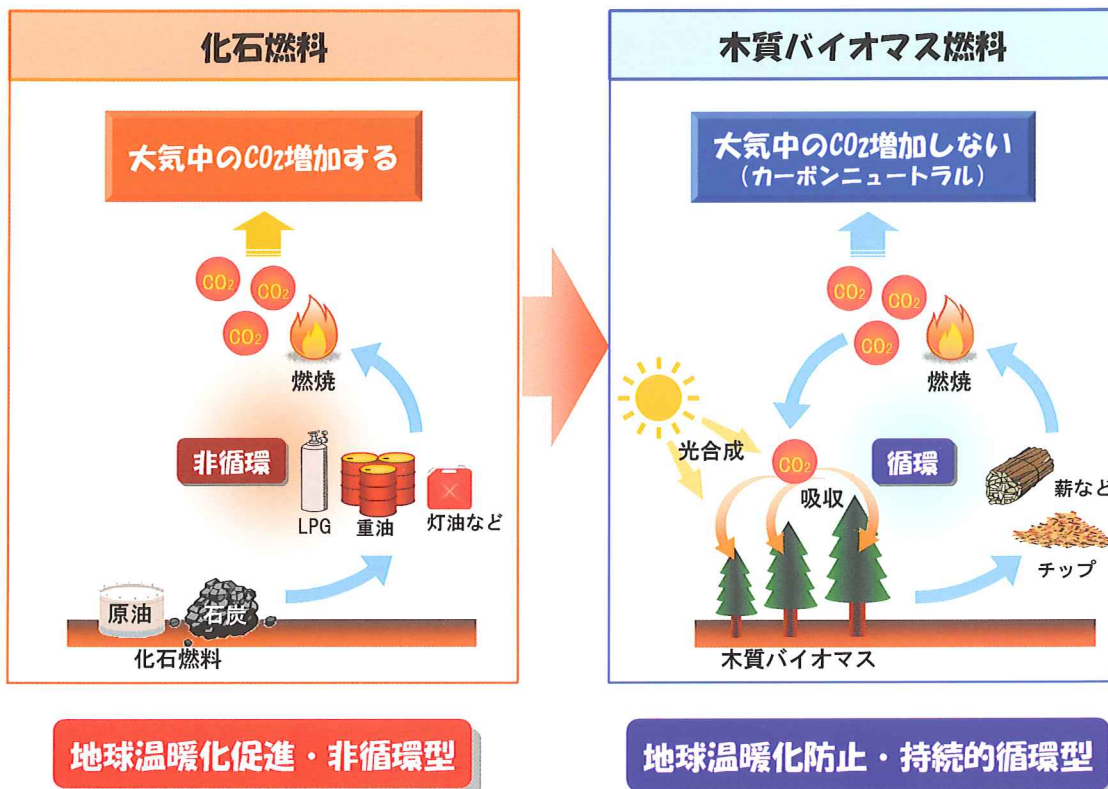 化石燃料
大気中のCO2増加する
CO2
CO2
CO2
燃焼
非循環
LPG
重油
灯油など
原油
石炭
化石燃料
地球温暖化促進・非循環型
木質バイオマス燃料
大気中のCO2増加しない
(カーボンニュートラル)
CO2
CO2
CO2
燃焼
光合成
CO2
循環
吸収
薪など
チップ
木質バイオマス
地球温暖化防止・持続的循環型